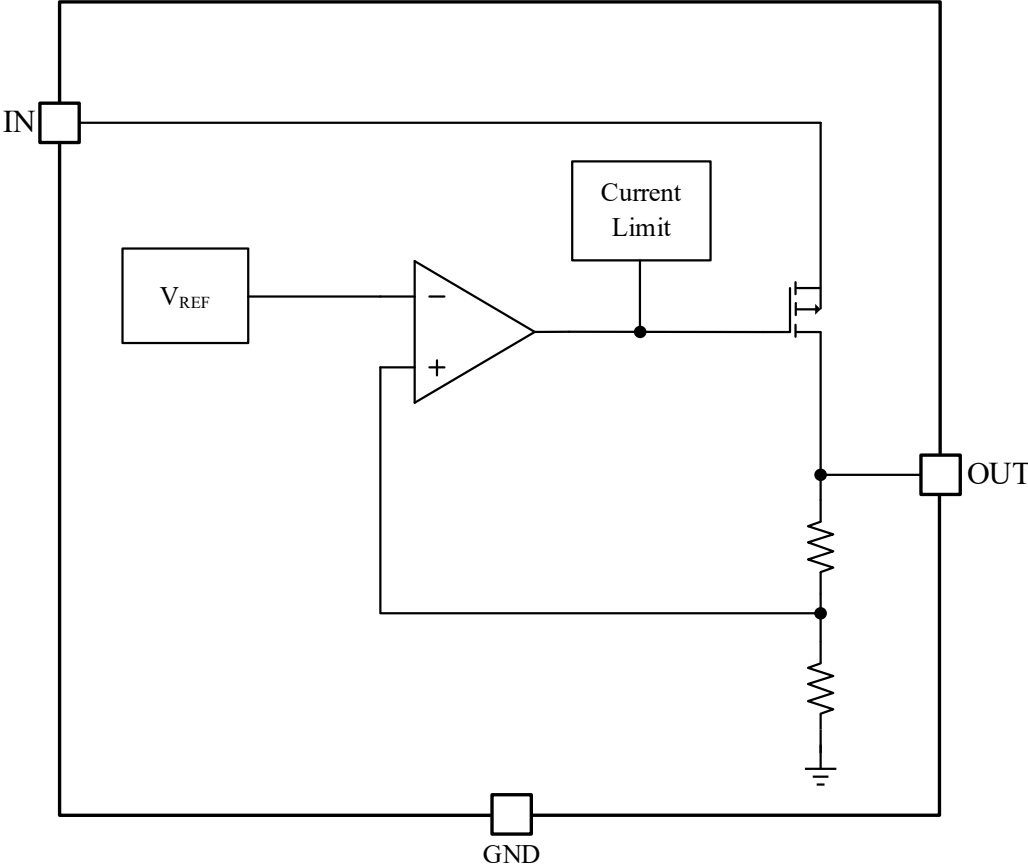 IN
Current
Limit
VREF
−
+
OUT
GND